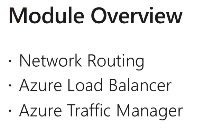 Module Overview
· Network Routing
· Azure Load Balancer
· Azure Traffic Manager